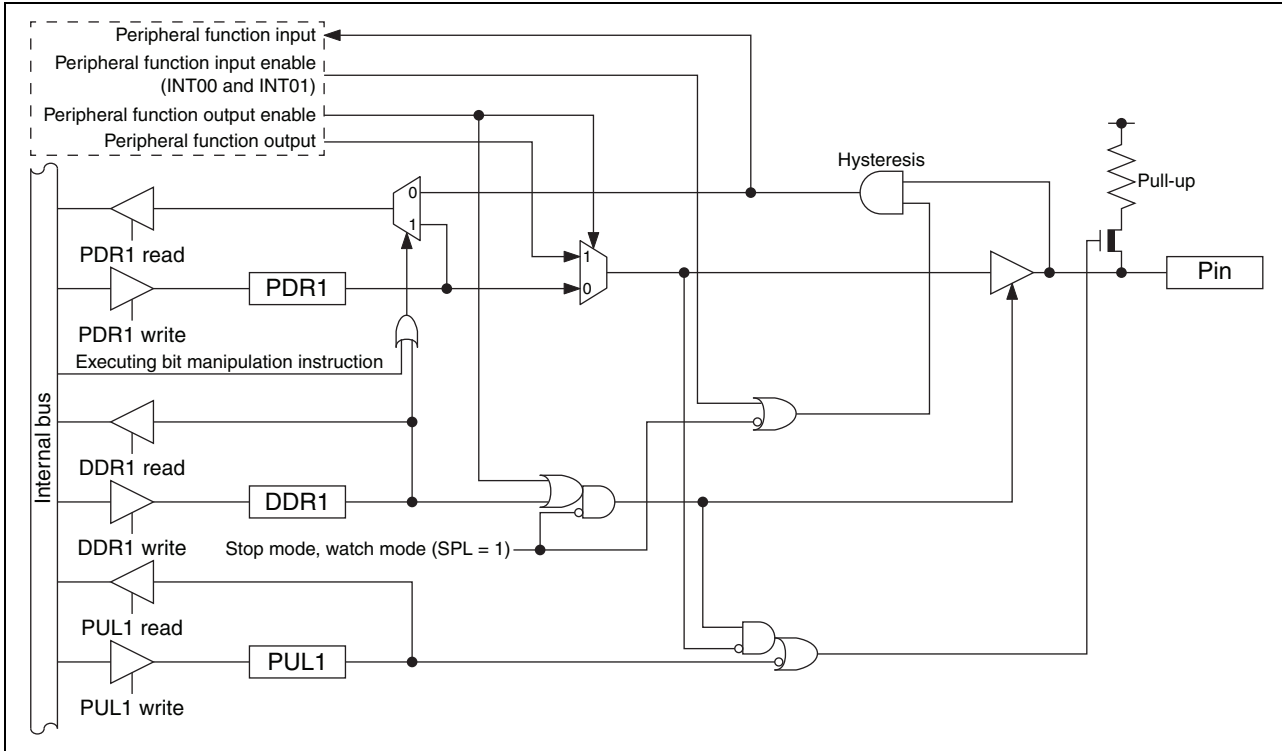 Peripheral function input
Peripheral function input enable
(INT00 and INT01)
Peripheral function output enable
Peripheral function output
Hysteresis
Pull-up
0
1
PDR1 read
1
0
Pin
PDR1
PDR1 write
Executing bit manipulation instruction
Internal bus
DDR1 read
DDR1
DDR1 write
Stop mode, watch mode (SPL = 1)
PUL1 read
PUL1
PUL1 write